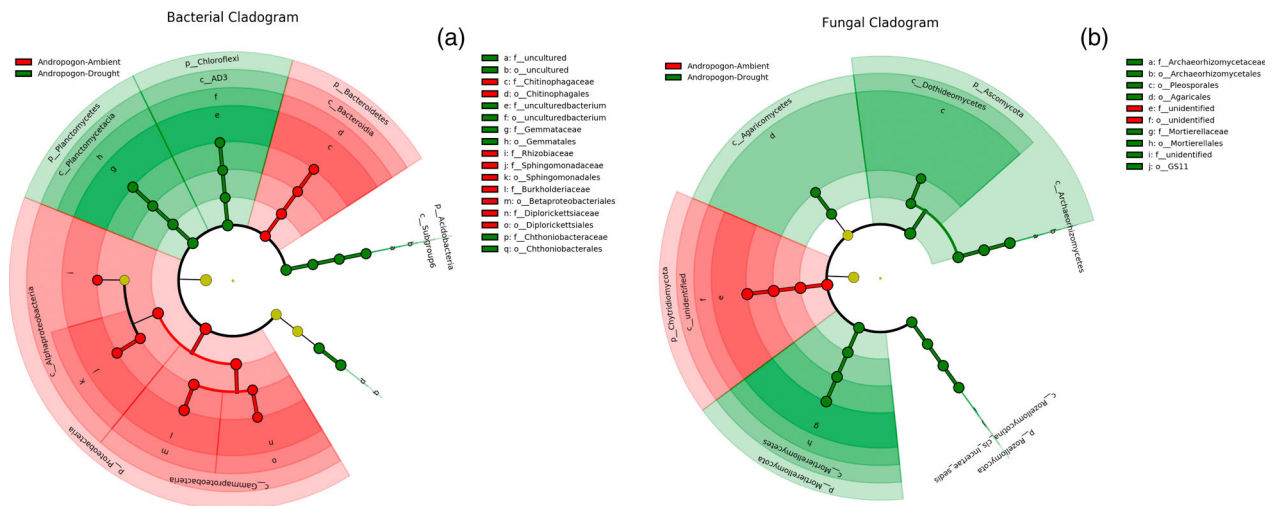 Bacterial Cladogram
(a)
Andropogon-Ambient
Andropogon-Drought
p__Chloroflexi
c__AD3
f
e
p__Bacteroidetes
c__Bacteroidia
d
c
p__Planctomycetes
c__Planctomycetacia
h
g
p__Acidobacteria
c__Subgroup6
a
b
c__Alphaproteobacteria
i
j
k
p__Proteobacteria
c__Gammaproteobacteria
l
m
n
o
p
q
a: f__uncultured
b: o__uncultured
c: f__Chitinophagaceae
d: o__Chitinophagales
e: f__unculturedbacterium
f: o__unculturedbacterium
g: f__Gemmataceae
h: o__Gemmatales
i: f__Rhizobiaceae
j: f__Sphingomonadaceae
k: o__Sphingomonadales
l: f__Burkholderiaceae
m: o__Betaproteobacteriales
n: f__Diplorickettsiaceae
o: o__Diplorickettsiales
p: f__Chthoniobacteraceae
q: o__Chthoniobacterales
Fungal Cladogram
(b)
Andropogon-Ambient
Andropogon-Drought
p__Ascomycota
c__Dothideomycetes
c
c__Agaricomycetes
d
c__Archaeorhizomycetes
a
b
p__Chytridiomycota
c__unidentified
f
e
g
h
c__Mortierellomycetes
p__Mortierellomycota
c__Rozellomycotina_cls_Incertae_sedis
p__Rozellomycota
a: f__Archaeorhizomycetaceae
b: o__Archaeorhizomycetales
c: o__Pleosporales
d: o__Agaricales
e: f__unidentified
f: o__unidentified
g: f__Mortierellaceae
h: o__Mortierellales
i: f__unidentified
j: o__GS11